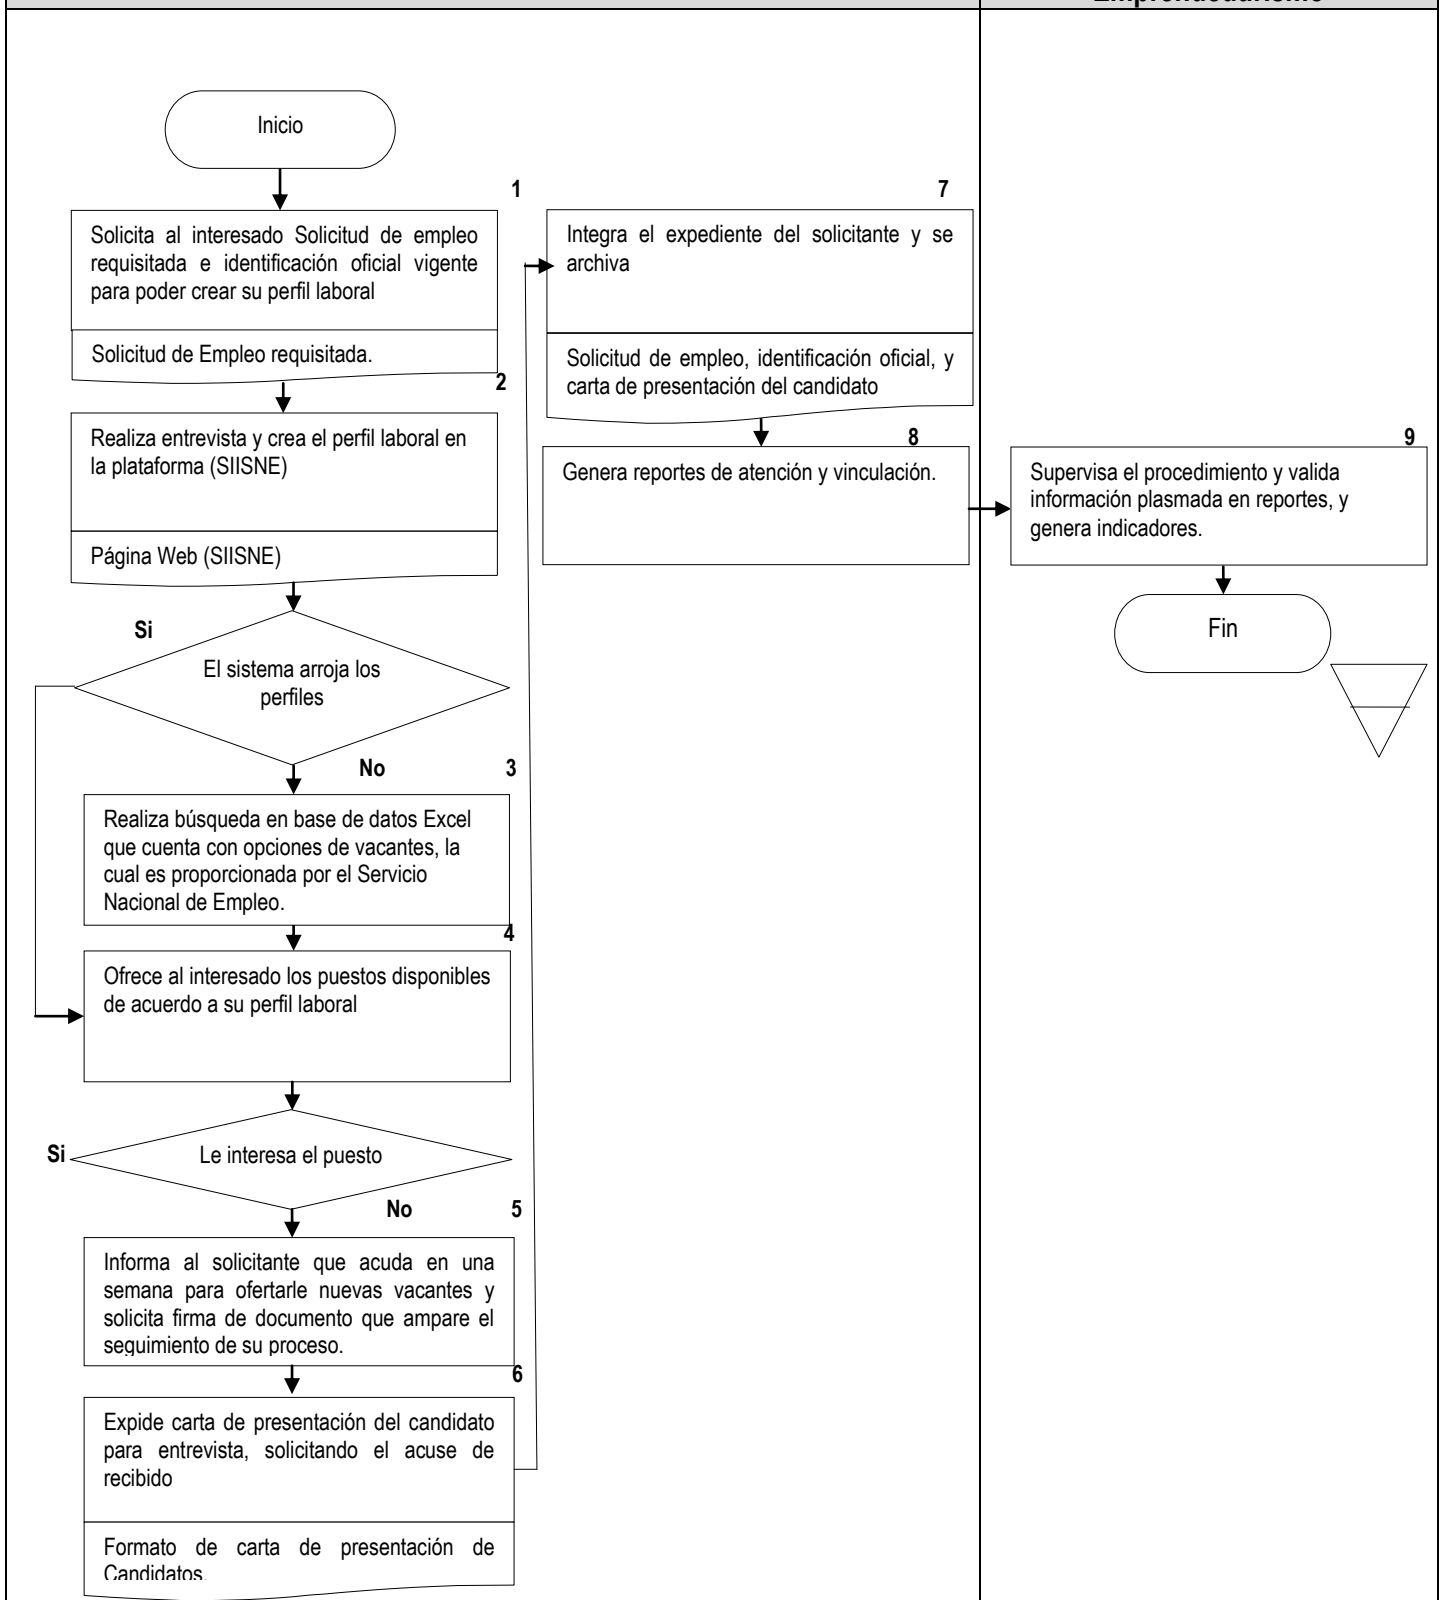 Inicio
1
Solicita al interesado Solicitud de empleo
requisitada e identificación oficial vigente
para poder crear su perfil laboral
Solicitud de Empleo requisitada.
2
Realiza entrevista y crea el perfil laboral en
la plataforma (SIISNE)
Página Web (SIISNE)
Si
El sistema arroja los
perfiles
No
3
Realiza búsqueda en base de datos Excel
que cuenta con opciones de vacantes, la
cual es proporcionada por el Servicio
Nacional de Empleo.
4
Ofrece al interesado los puestos disponibles
de acuerdo a su perfil laboral
Si
Le interesa el puesto
No
5
Informa al solicitante que acuda en una
semana para ofertarle nuevas vacantes y
solicita firma de documento que ampare el
seguimiento de su proceso.
6
Expide carta de presentación del candidato
para entrevista, solicitando el acuse de
recibido
Formato de carta de presentación de
Candidatos.
7
Integra el expediente del solicitante y se
archiva
Solicitud de empleo, identificación oficial, y
carta de presentación del candidato
8
Genera reportes de atención y vinculación.
9
Supervisa el procedimiento y valida
información plasmada en reportes, y
genera indicadores.
Fin